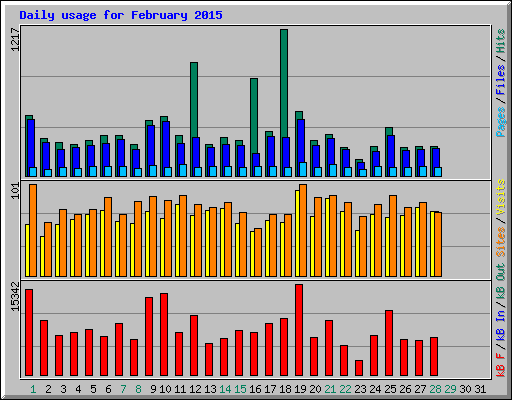 Daily usage for February 2015
1217
Pages / Files / Hits
101
Sites / Visits
15342
kB F / kB In / kB Out
1 2 3 4 5 6 7 8 9 10 11 12 13 14 15 16 17 18 19 20 21 22 23 24 25 26 27 28 29 30 31